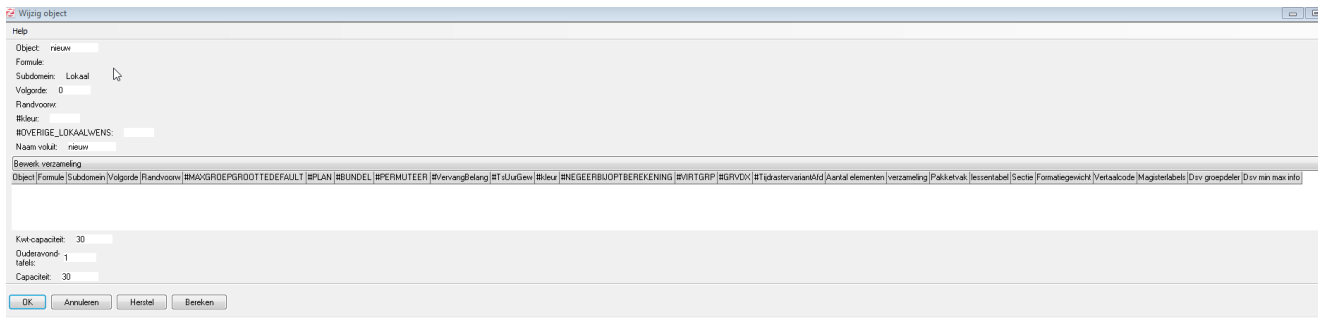 Wijzig object
Help
Object: nieuw
Formule:
Subdomein: Lokaal
Volgorde: 0
Randvoorw:
#kleur:
#OVERIGE_LOKAALWENS:
Naam voluit: nieuw
Bewerk verzameling
Object Formule Subdomein Volgorde Randvoorw #MAXGROEPGROOTTEDEFAULT #PLAN #BUNDEL #PERMUTEER #VervangBelang #TsUurGew #kleur #NEGEERBIJOPTBEREKENING #VIRTGRP #GRVDX #TijdrastervariantAfd Aantal elementen verzameling Pakketvak lessentabel Sectie Formatiegewicht Vertaalcode Magisterlabels Dsv groepdeler Dsv min max info
Kwt-capaciteit: 30
Ouderavond-tafels: 1
Capaciteit: 30
OK Annuleren Herstel Bereken